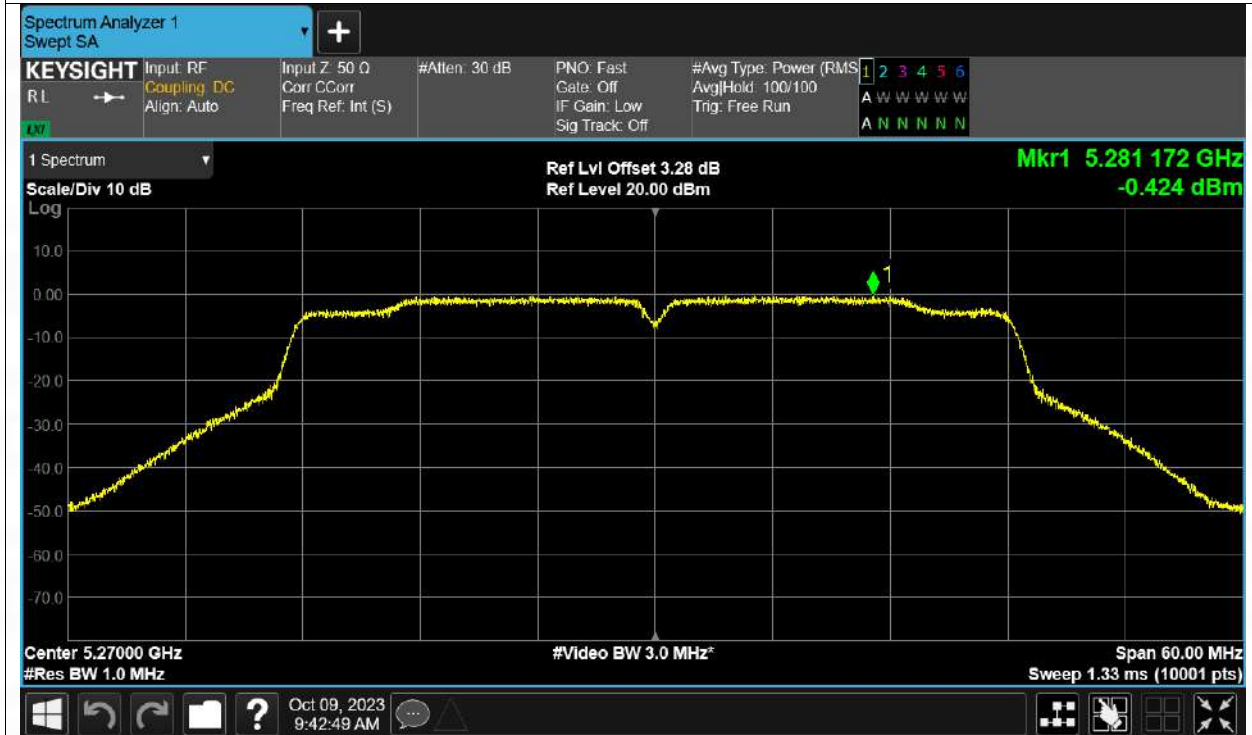 Spectrum Analyzer 1
Swept SA
+
KEYSIGHT
RL
LXI
Input: RF
Coupling: DC
Align: Auto
Input Z: 50 Ω
Corr CCorr
Freq Ref: Int (S)
#Atten: 30 dB
PNO: Fast
Gate: Off
IF Gain: Low
Sig Track: Off
#Avg Type: Power (RMS
Avg|Hold: 100/100
Trig: Free Run
1 2 3 4 5 6
A W W W W W
A N N N N N
1 Spectrum
Scale/Div 10 dB
Log
Ref Lvl Offset 3.28 dB
Ref Level 20.00 dBm
Mkr1 5.281 172 GHz
-0.424 dBm
10.0
0.00
-10.0
-20.0
-30.0
-40.0
-50.0
-60.0
-70.0
1
Center 5.27000 GHz
#Res BW 1.0 MHz
#Video BW 3.0 MHz*
Span 60.00 MHz
Sweep 1.33 ms (10001 pts)
?
Oct 09, 2023
9:42:49 AM